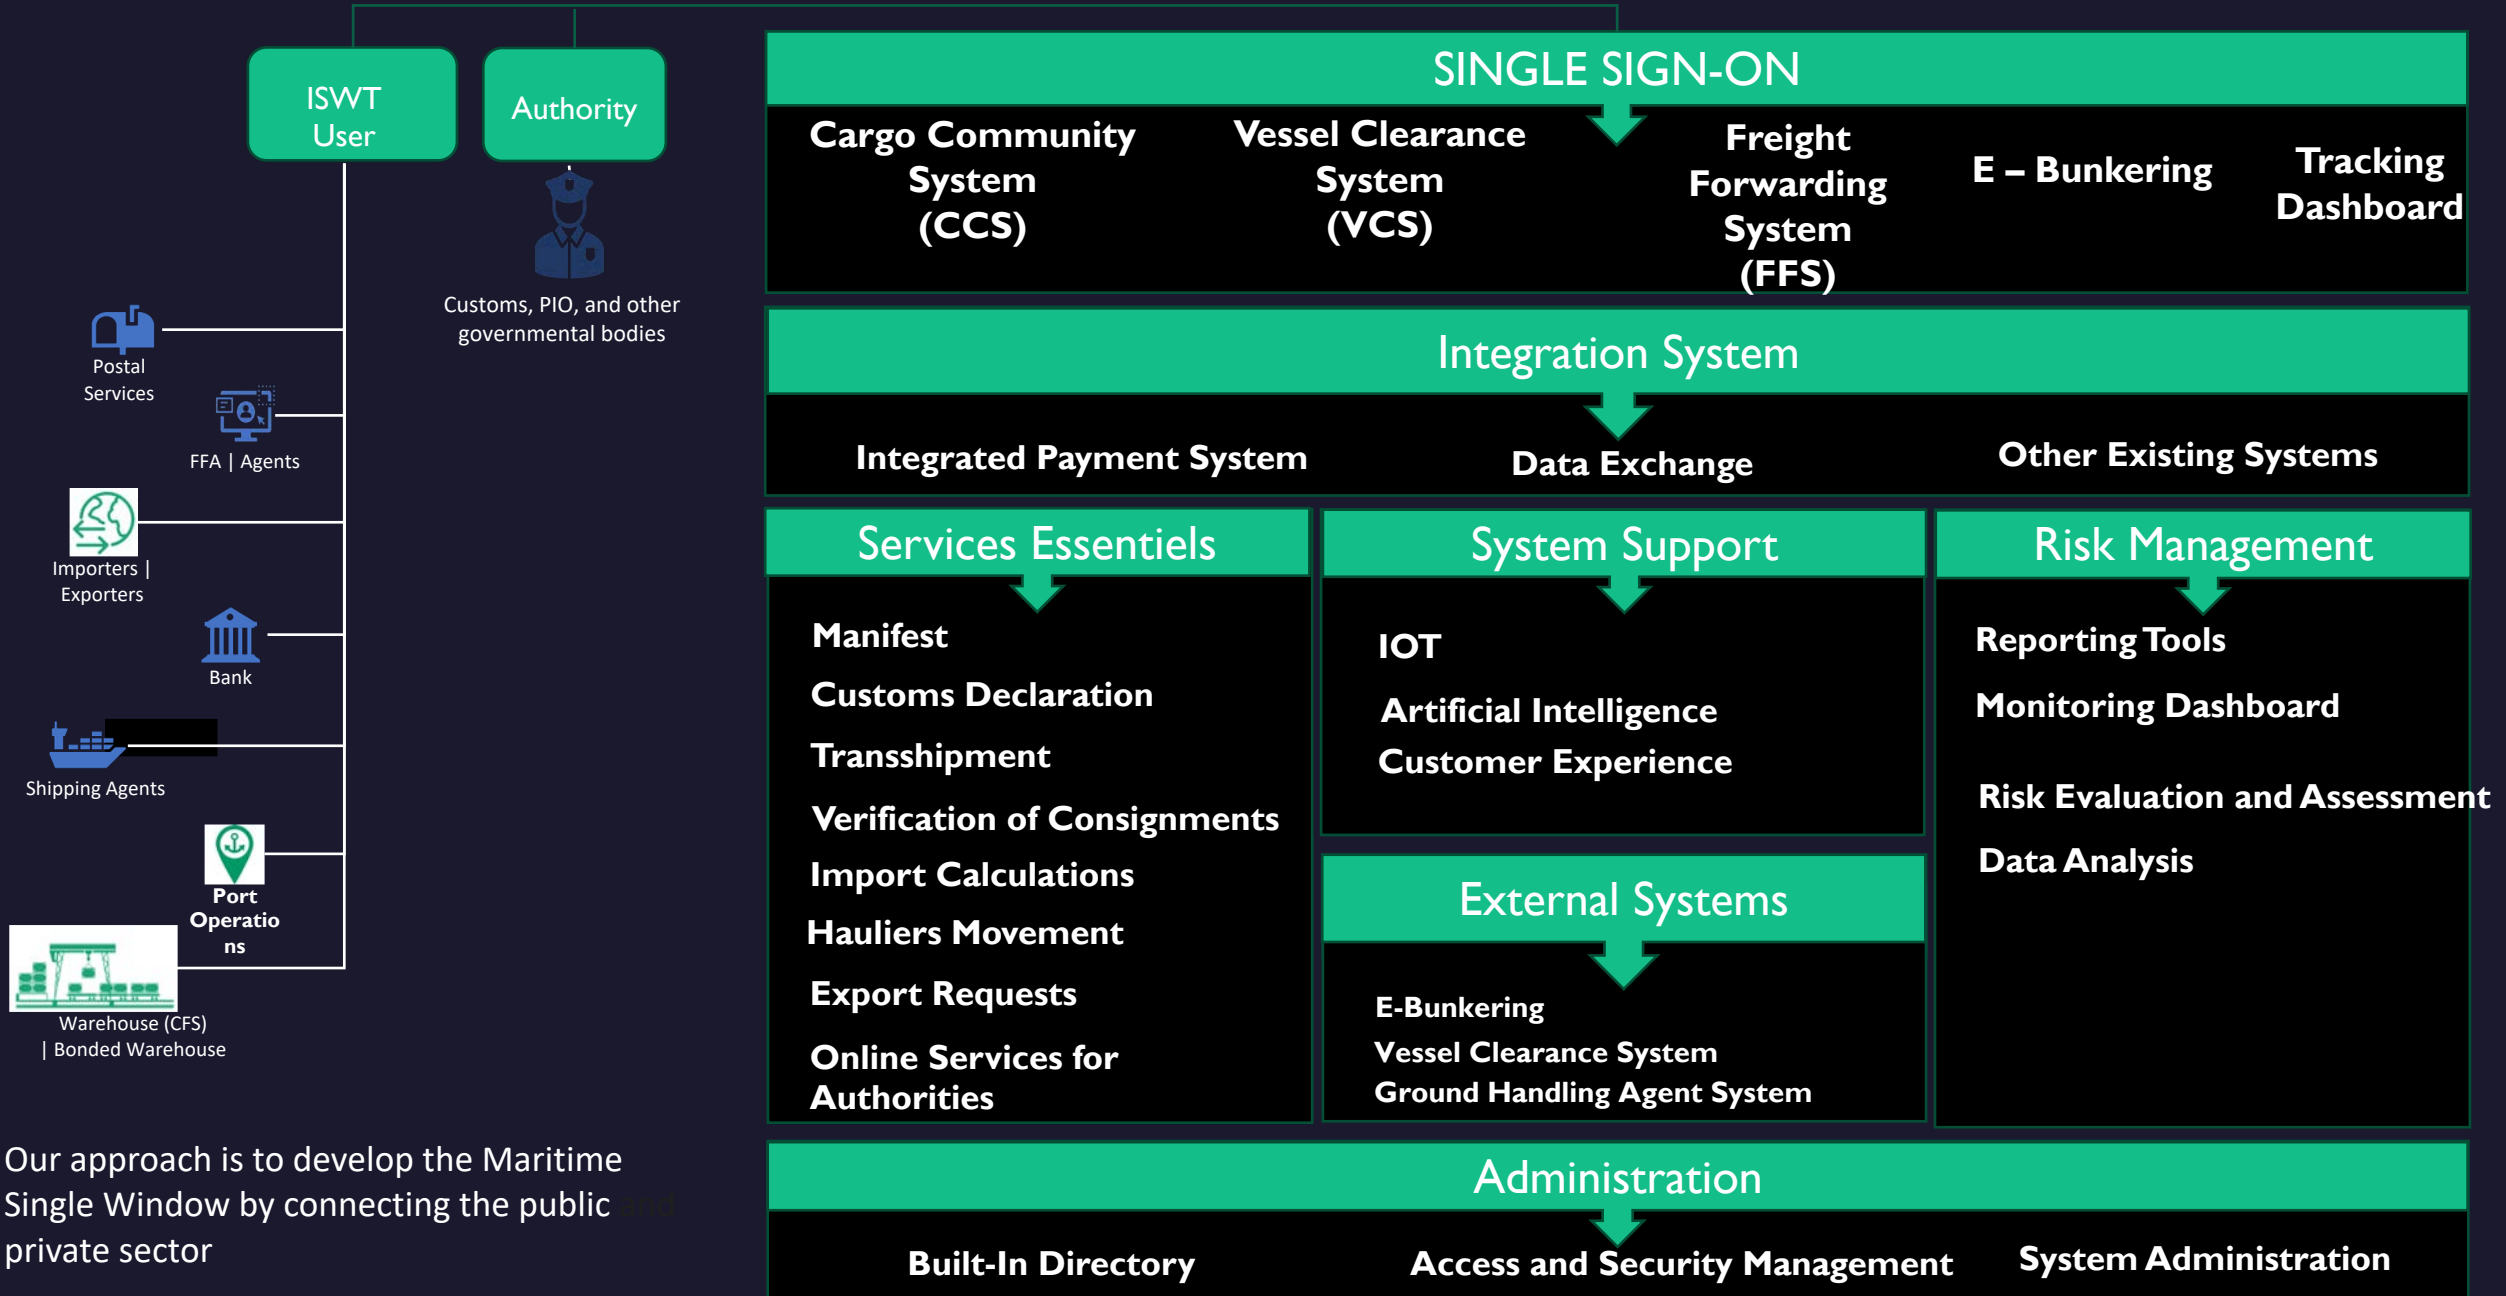 ISWT
User
Authority
Customs, PIO, and other
governmental bodies
Postal
Services
FFA | Agents
Importers |
Exporters
Bank
Shipping Agents
Port
Operatio
ns
Warehouse (CFS)
| Bonded Warehouse
Our approach is to develop the Maritime
Single Window by connecting the public and
private sector
SINGLE SIGN-ON
Cargo Community
System
(CCS)
Vessel Clearance
System
(VCS)
Freight
Forwarding
System
(FFS)
E – Bunkering
Tracking
Dashboard
Integration System
Integrated Payment System
Data Exchange
Other Existing Systems
Services Essentiels
Manifest
Customs Declaration
Transshipment
Verification of Consignments
Import Calculations
Hauliers Movement
Export Requests
Online Services for
Authorities
System Support
IOT
Artificial Intelligence
Customer Experience
External Systems
E-Bunkering
Vessel Clearance System
Ground Handling Agent System
Risk Management
Reporting Tools
Monitoring Dashboard
Risk Evaluation and Assessment
Data Analysis
Administration
Built-In Directory
Access and Security Management
System Administration